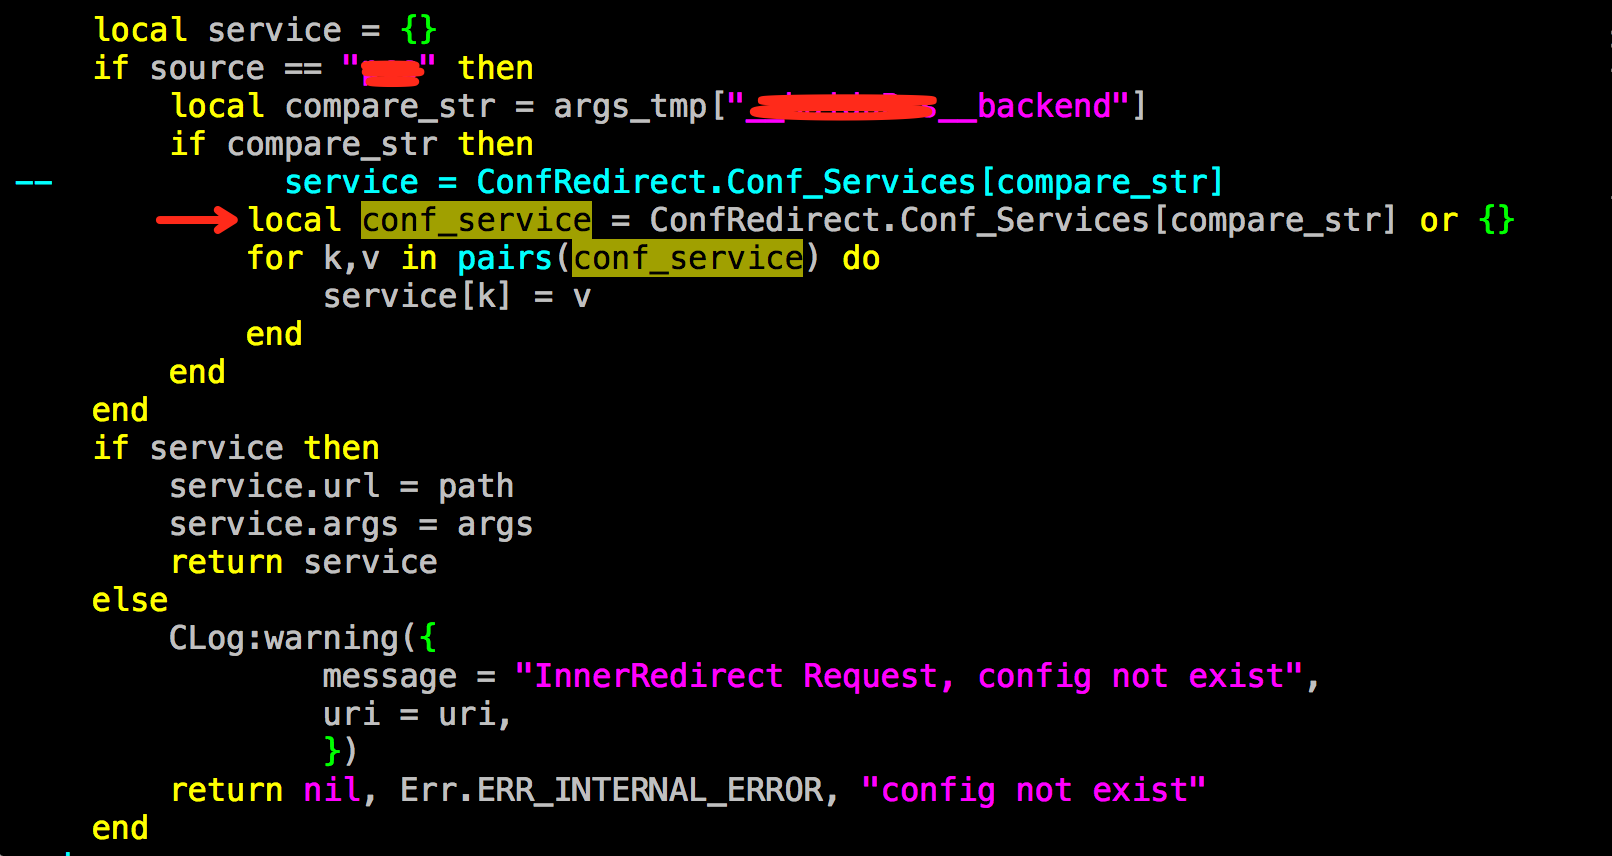 local service = {}
if source == "" then
local compare_str = args_tmp["__backend"]
if compare_str then
-- service = ConfRedirect.Conf_Services[compare_str]
local conf_service = ConfRedirect.Conf_Services[compare_str] or {}
for k,v in pairs(conf_service) do
service[k] = v
end
end
end
if service then
service.url = path
service.args = args
return service
else
CLog:warning({
message = "InnerRedirect Request, config not exist",
uri = uri,
})
return nil, Err.ERR_INTERNAL_ERROR, "config not exist"
end